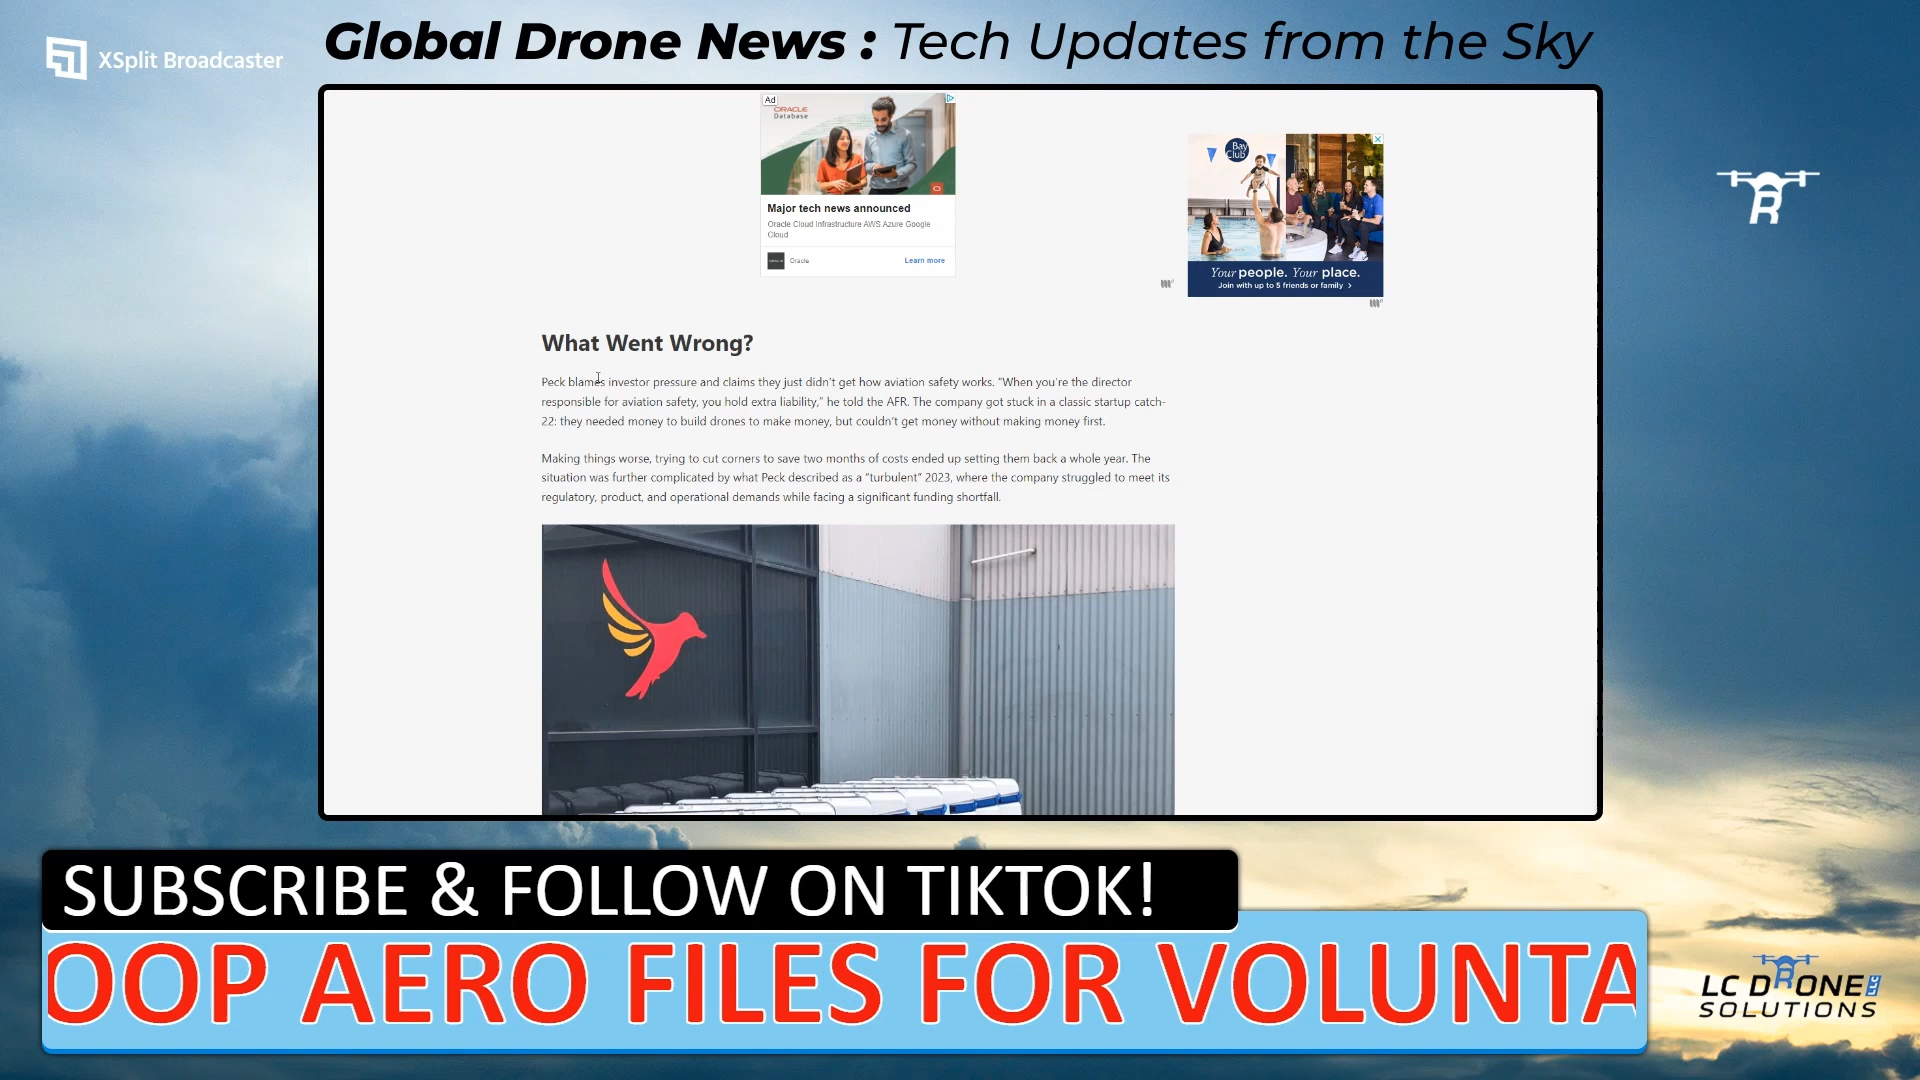 XSplit Broadcaster
Global Drone News : Tech Updates from the Sky
Ad
ORACLE
Database
Major tech news announced
Oracle Cloud Infrastructure AWS Azure Google
Cloud
Oracle
Learn more
Bay
Club
Your people. Your place.
Join with up to 5 friends or family >
What Went Wrong?
Peck blames investor pressure and claims they just didn't get how aviation safety works. "When you're the director
responsible for aviation safety, you hold extra liability," he told the AFR. The company got stuck in a classic startup catch-
22: they needed money to build drones to make money, but couldn't get money without making money first.
Making things worse, trying to cut corners to save two months of costs ended up setting them back a whole year. The
situation was further complicated by what Peck described as a "turbulent" 2023, where the company struggled to meet its
regulatory, product, and operational demands while facing a significant funding shortfall.
SUBSCRIBE & FOLLOW ON TIKTOK!
OOP AERO FILES FOR VOLUNTA
LC DRONE LLC
SOLUTIONS